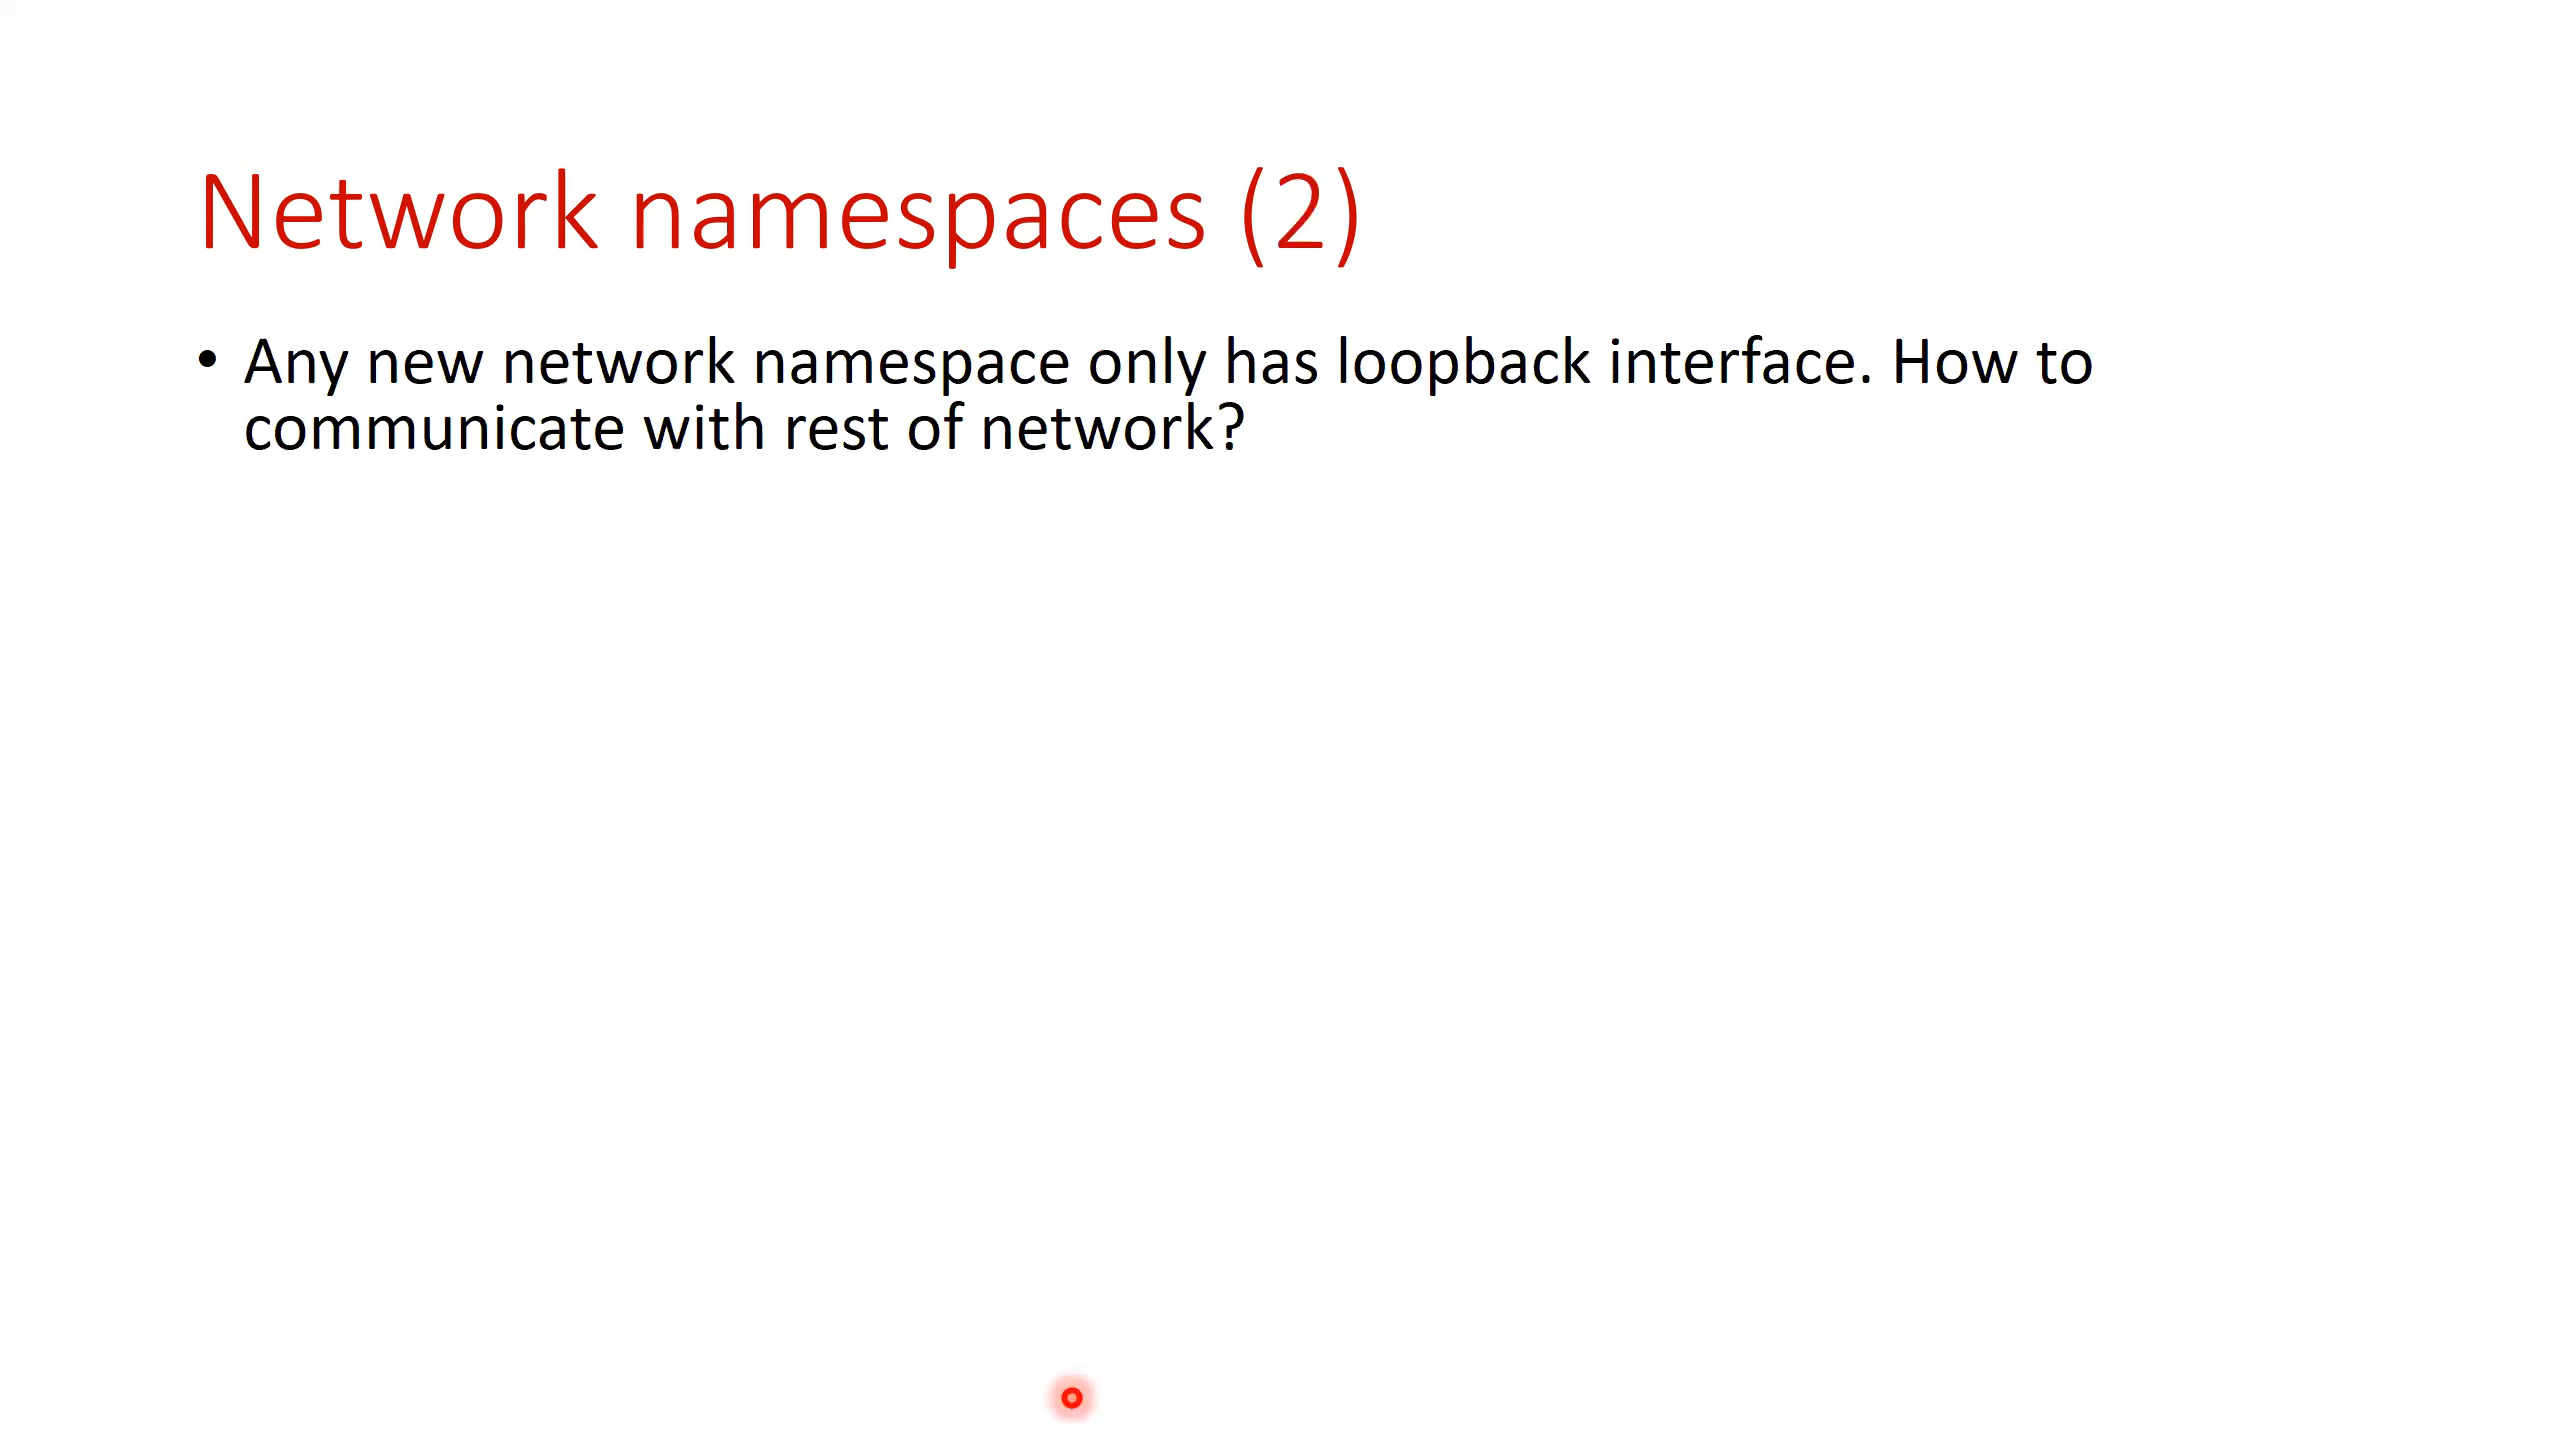 Network namespaces (2)
• Any new network namespace only has loopback interface. How to
communicate with rest of network?